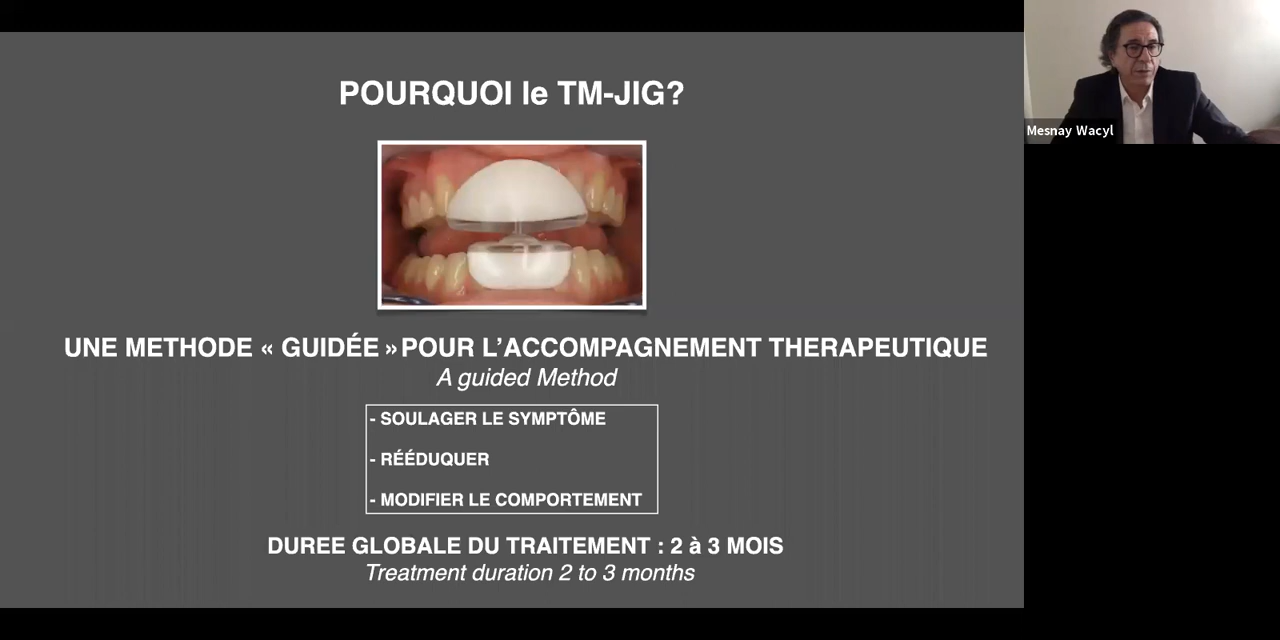 POURQUOI le TM-JIG?
UNE METHODE « GUIDÉE » POUR L'ACCOMPAGNEMENT THERAPEUTIQUE
A guided Method
- SOULAGER LE SYMPTÔME
- RÉÉDUQUER
- MODIFIER LE COMPORTEMENT
DUREE GLOBALE DU TRAITEMENT : 2 à 3 MOIS
Treatment duration 2 to 3 months
Mesnay Wacyl